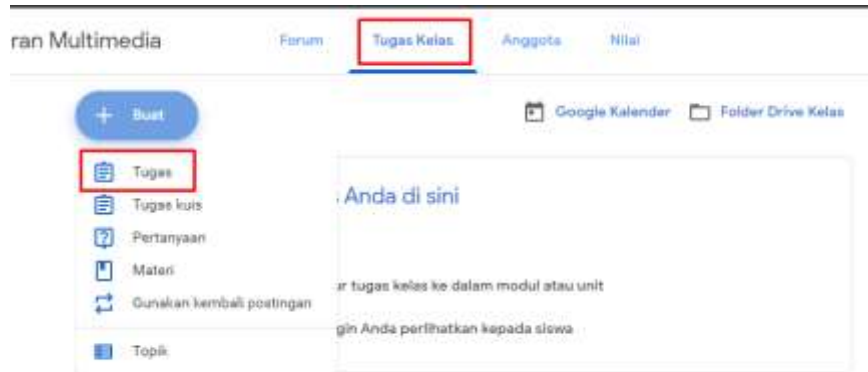 ran Multimedia Forum Tugas Kelas Anggota Nilai
+ Buat Google Kalender Folder Drive Kelas
Tugas
Anda di sini
Tugas kuis
Pertanyaan
Materi
ur tugas kelas ke dalam modul atau unit
Gunakan kembali postingan
gin Anda perlihatkan kepada siswa
Topik